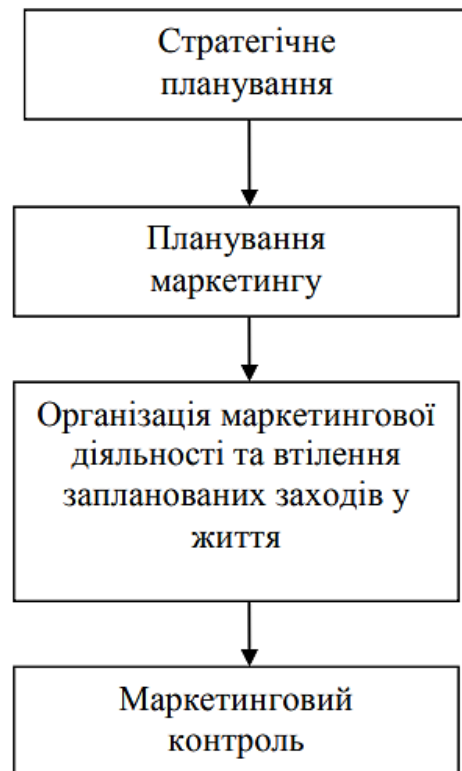 Стратегічне
планування
Планування
маркетингу
Організація маркетингової
діяльності та втілення
запланованих заходів у
життя
Маркетинговий
контроль